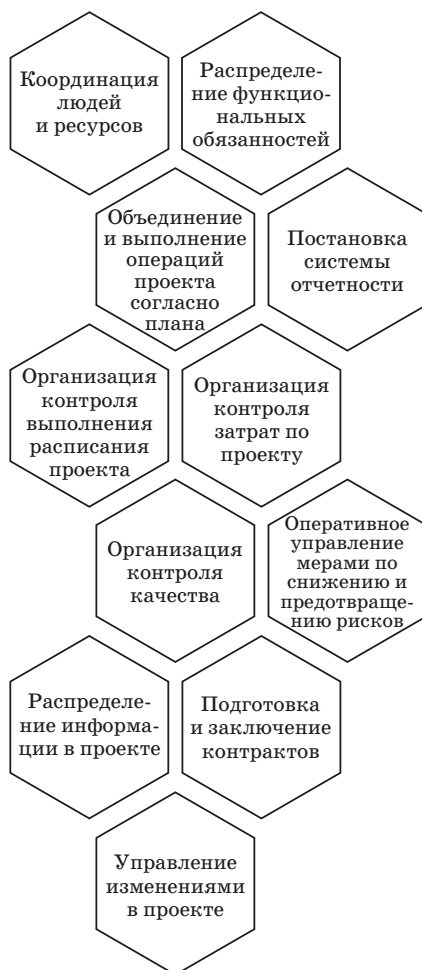 Координация
людей
и ресурсов
Распределе-
ние функцио-
нальных
обязанностей
Объединение
и выполнение
операций
проекта
согласно
плана
Постановка
системы
отчетности
Организация
контроля
выполнения
расписания
проекта
Организация
контроля
затрат по
проекту
Организация
контроля
качества
Оперативное
управление
мерами по
снижению и
предотвраще-
нию рисков
Распределе-
ние информа-
ции в проекте
Подготовка
и заключение
контрактов
Управление
изменениями
в проекте